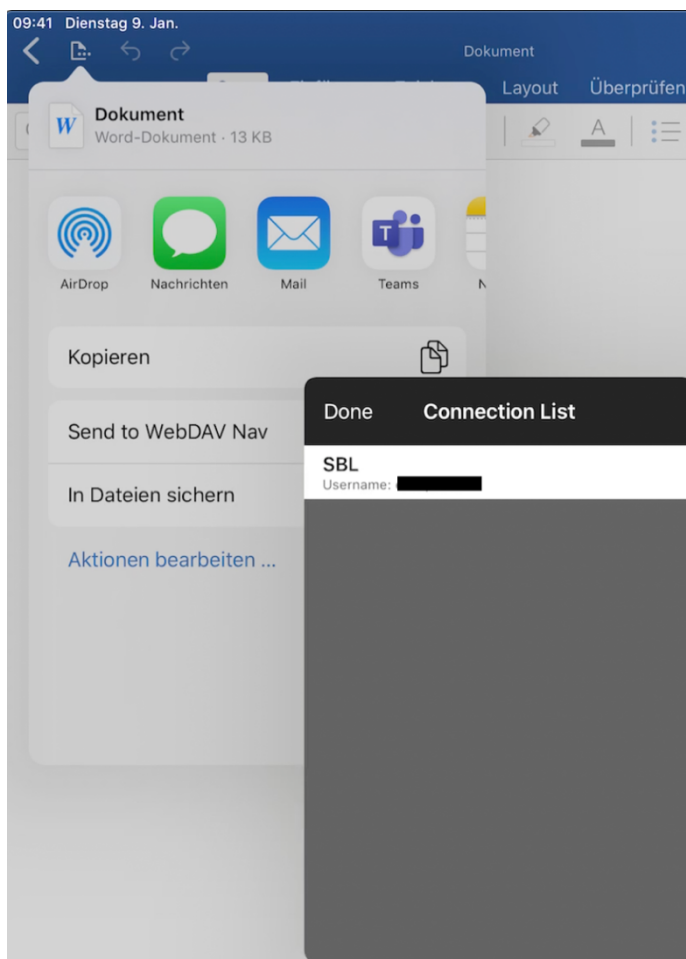 09:41 Dienstag 9. Jan.
Dokument
Layout Überprüfen
Dokument
W
Word-Dokument · 13 KB
A
AirDrop Nachrichten Mail Teams
T
Kopieren
Send to WebDAV Nav
In Dateien sichern
Aktionen bearbeiten ...
Done Connection List
SBL
Username: